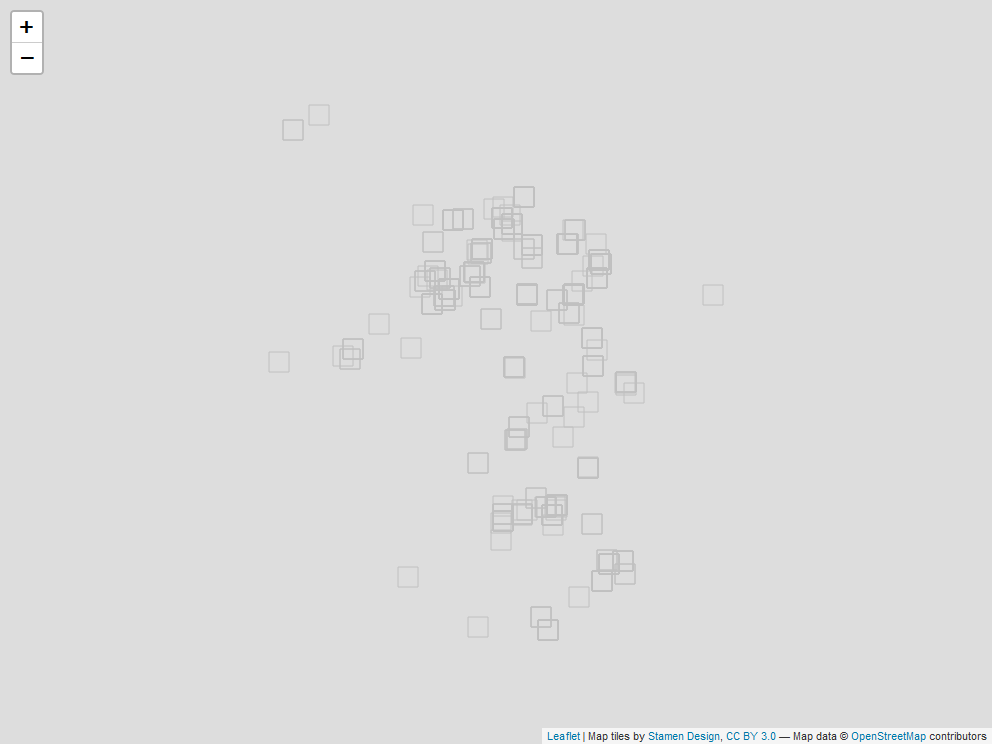 +
−
Leaflet | Map tiles by Stamen Design, CC BY 3.0 — Map data © OpenStreetMap contributors